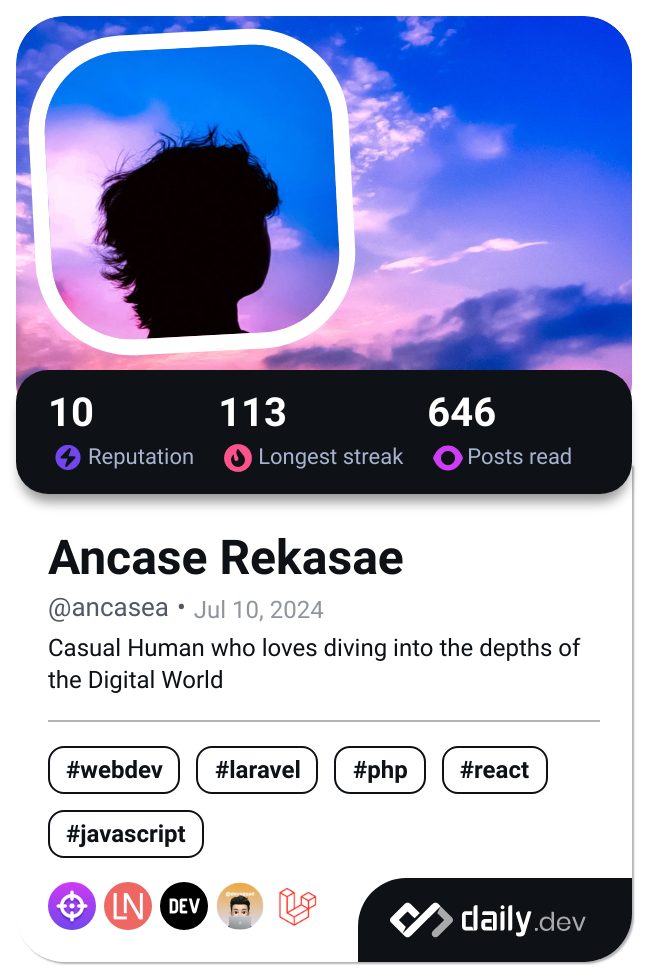 10 113 646
Reputation Longest streak Posts read
Ancase Rekasae
@ancasea • Jul 10, 2024
Casual Human who loves diving into the depths of
the Digital World
#webdev #laravel #php #react
#javascript
LN DEV
daily.dev